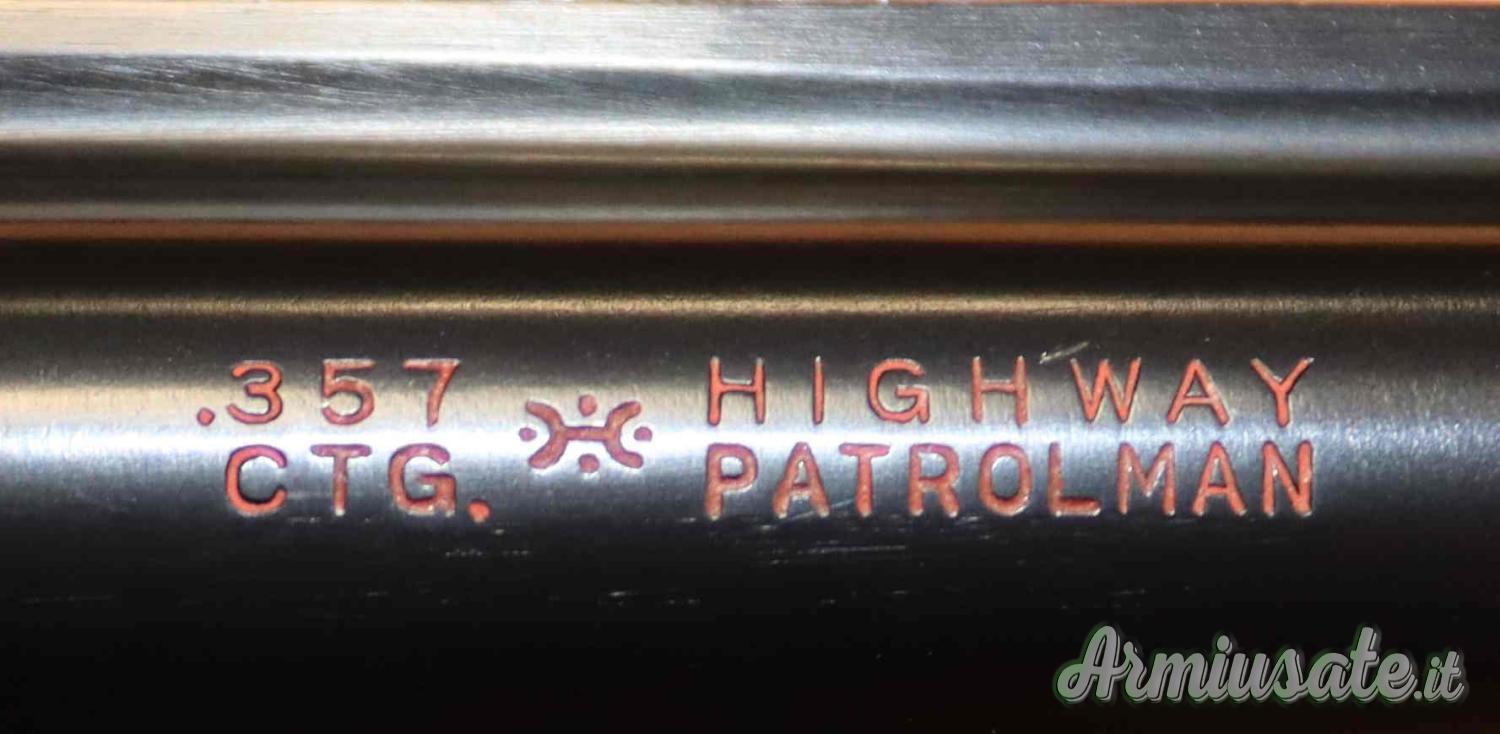 .357
CTG.
HIGHWAY
PATROLMAN
Armiusate.it